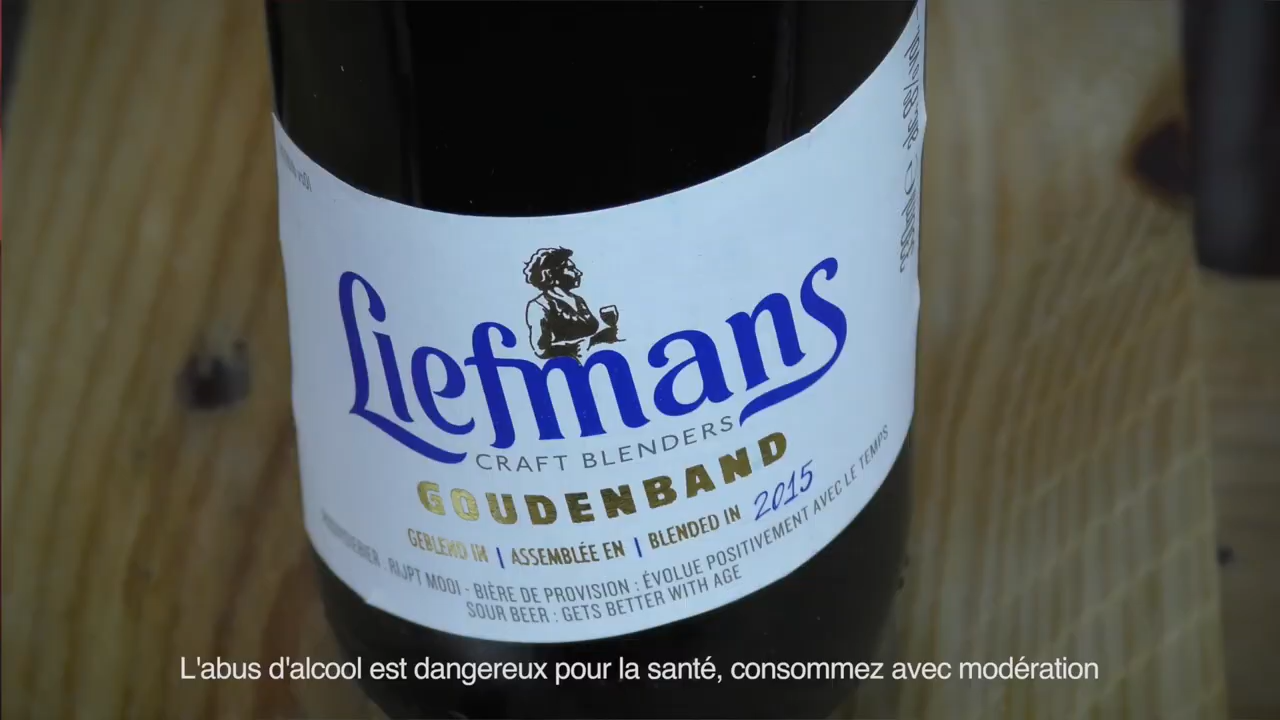 Liefmans
CRAFT BLENDERS
GOUDENBAND
GEBLEND IN | ASSEMBLÉE EN | BLENDED IN 2015
RIJPT MOOI - BIÈRE DE PROVISION : ÉVOLUE POSITIVEMENT AVEC LE TEMPS
SOUR BEER : GETS BETTER WITH AGE
L'abus d'alcool est dangereux pour la santé, consommez avec modération